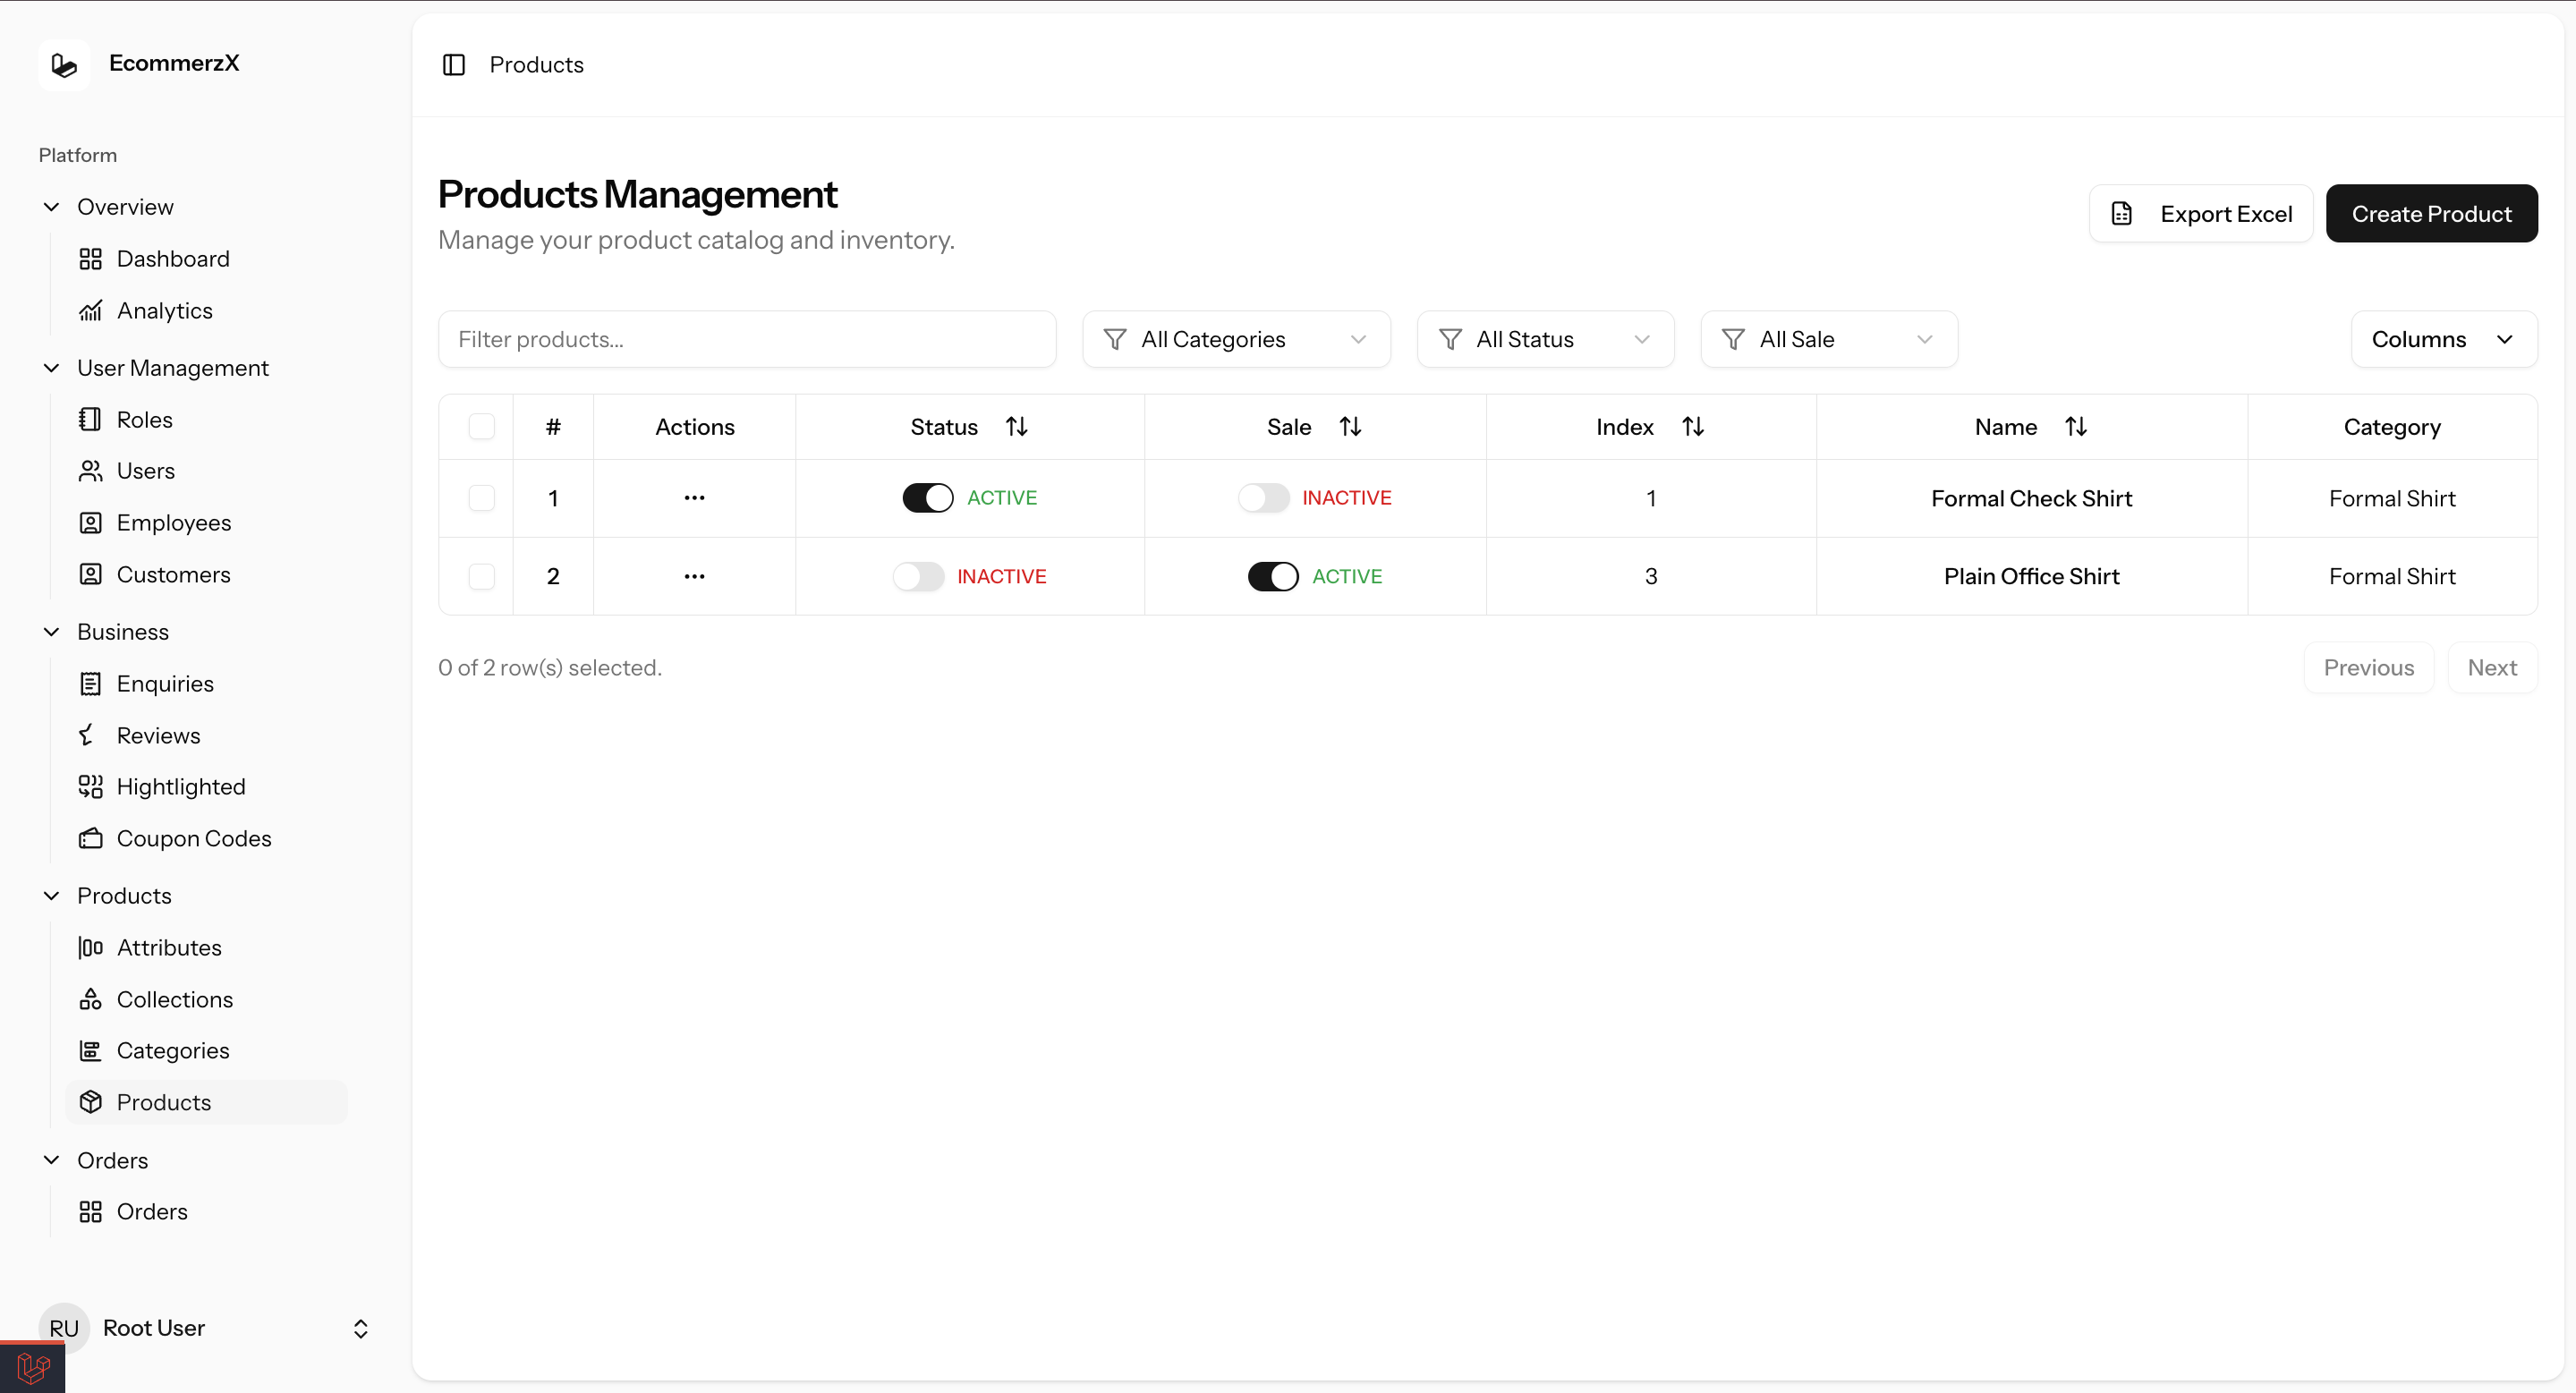 EcommerzX
Platform
Overview
Dashboard
Analytics
User Management
Roles
Users
Employees
Customers
Business
Enquiries
Reviews
Hightlighted
Coupon Codes
Products
Attributes
Collections
Categories
Products
Orders
Orders
RU Root User
Products
Products Management
Manage your product catalog and inventory.
Export Excel Create Product
Filter products... All Categories All Status All Sale Columns
# Actions Status Sale Index Name Category
1 ACTIVE INACTIVE 1 Formal Check Shirt Formal Shirt
2 INACTIVE ACTIVE 3 Plain Office Shirt Formal Shirt
0 of 2 row(s) selected. Previous Next